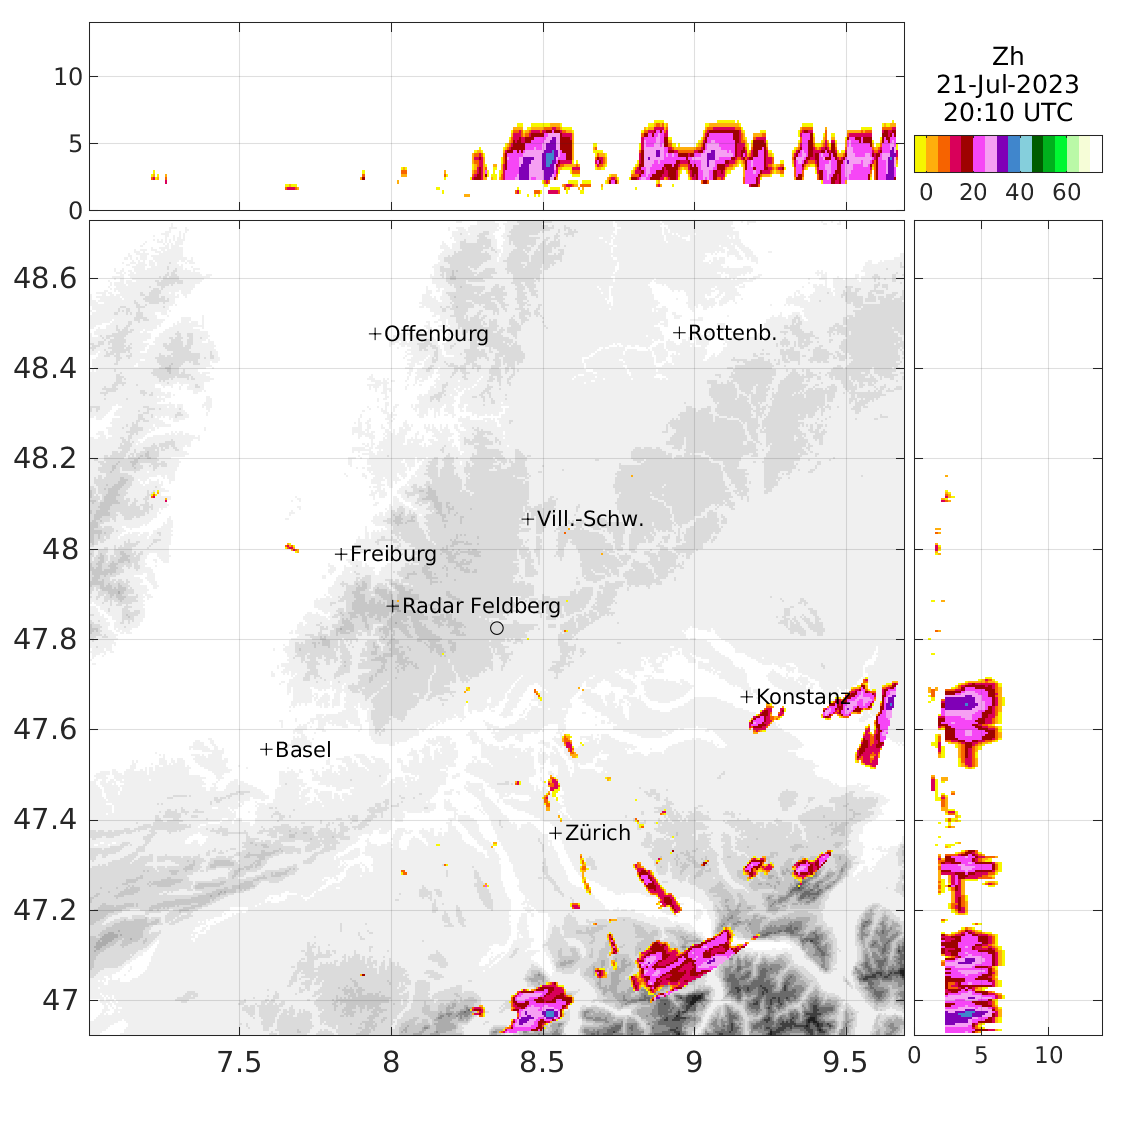 Zh
21-Jul-2023
20:10 UTC
10
5
0
0 20 40 60
48.6
48.4
48.2
48
47.8
47.6
47.4
47.2
47
Offenburg
Rottenb.
Vill.-Schw.
Freiburg
Radar Feldberg
Konstanz
Basel
Zürich
7.5 8 8.5 9 9.5
0 5 10